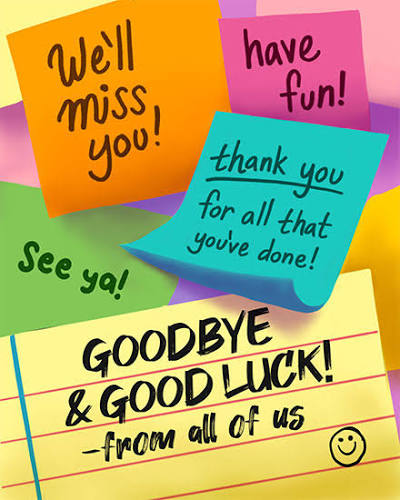 We'll
miss
you!
have
fun!
thank you
for all that
you've done!
See ya!
GOODBYE
& GOOD LUCK!
-from all of us